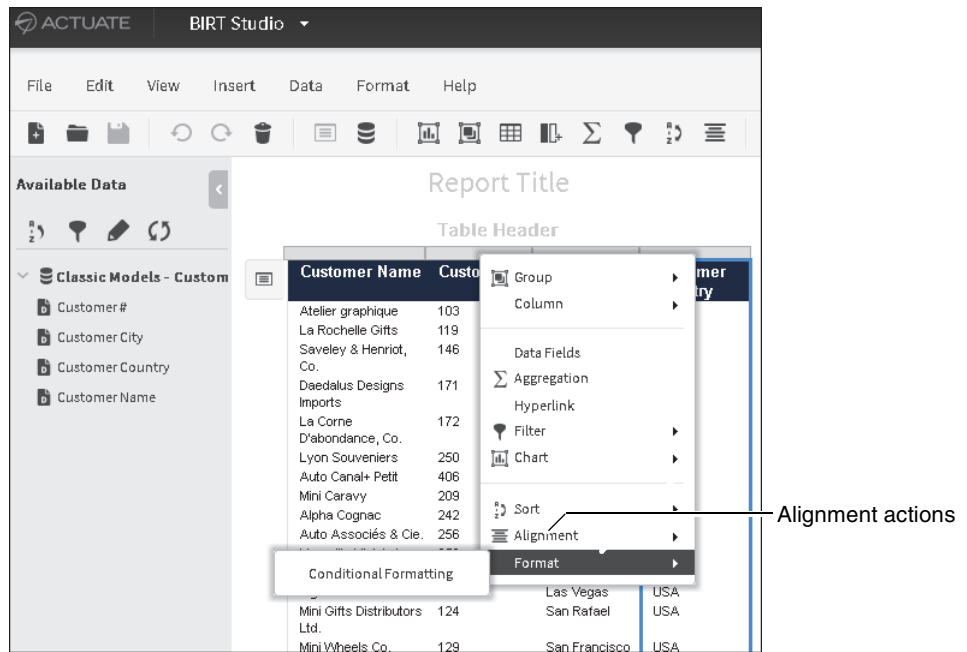 ACTUATE BIRT Studio
File Edit View Insert Data Format Help
Available Data
Classic Models - Custom
Customer#
Customer City
Customer Country
Customer Name
Report Title
Table Header
Customer Name Custo mer
try
Atelier graphique 103
La Rochelle Gifts 119
Saveley & Henriot, 146
Co.
Daedalus Designs 171
Imports
La Corne 172
D'abondance, Co.
Lyon Souveniers 250
Auto Canal+ Petit 406
Mini Caravy 209
Alpha Cognac 242
Auto Associés & Cie. 256
Las Vegas USA
Mini Gifts Distributors 124 San Rafael USA
Ltd.
Mini Wheels Co. 129 San Francisco USA
Group
Column
Data Fields
Aggregation
Hyperlink
Filter
Chart
Sort
Alignment
Format
Conditional Formatting
Alignment actions